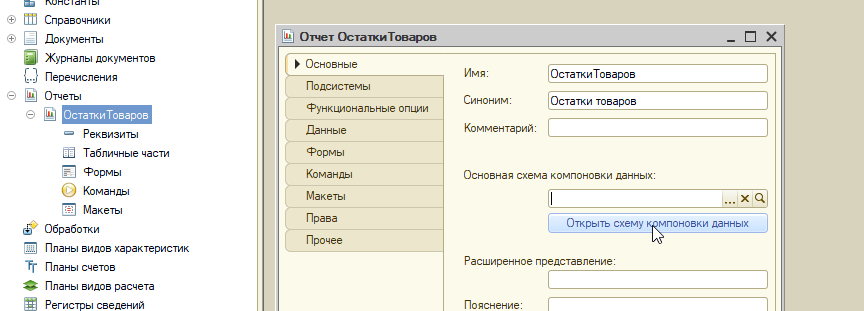 Константы
Справочники
Документы
Журналы документов
Перечисления
Отчеты
ОстаткиТоваров
Реквизиты
Табличные части
Формы
Команды
Макеты
Обработки
Планы видов характеристик
Планы счетов
Планы видов расчета
Регистры сведений
Отчет ОстаткиТоваров
Основные
Подсистемы
Функциональные опции
Данные
Формы
Команды
Макеты
Права
Прочее
Имя: ОстаткиТоваров
Синоним: Остатки товаров
Комментарий:
Основная схема компоновки данных:
...
Открыть схему компоновки данных
Расширенное представление:
Пояснение: